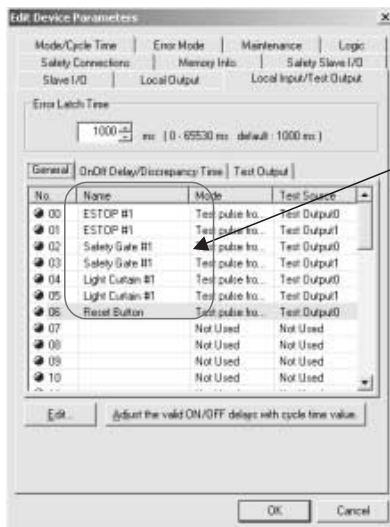 Edit Device Parameters
Mode/Cycle Time Error Mode Maintenance Logic
Safety Connections Memory Info. Safety Slave I/O
Slave I/O Local Output Local Input/Test Output
Error Latch Time
1000 ms ( 0 - 65530 ms default : 1000 ms )
General On/Off Delay/Discrepancy Time Test Output
No. Name Mode Test Source
00 ESTOP #1 Test pulse fro... Test Output0
01 ESTOP #1 Test pulse fro... Test Output1
02 Safety Gate #1 Test pulse fro... Test Output0
03 Safety Gate #1 Test pulse fro... Test Output1
04 Light Curtain #1 Test pulse fro... Test Output0
05 Light Curtain #1 Test pulse fro... Test Output1
06 Reset Button Test pulse fro... Test Output0
07 Not Used Not Used
08 Not Used Not Used
09 Not Used Not Used
10 Not Used Not Used
Edit... Adjust the valid ON/OFF delays with cycle time value.
OK Cancel